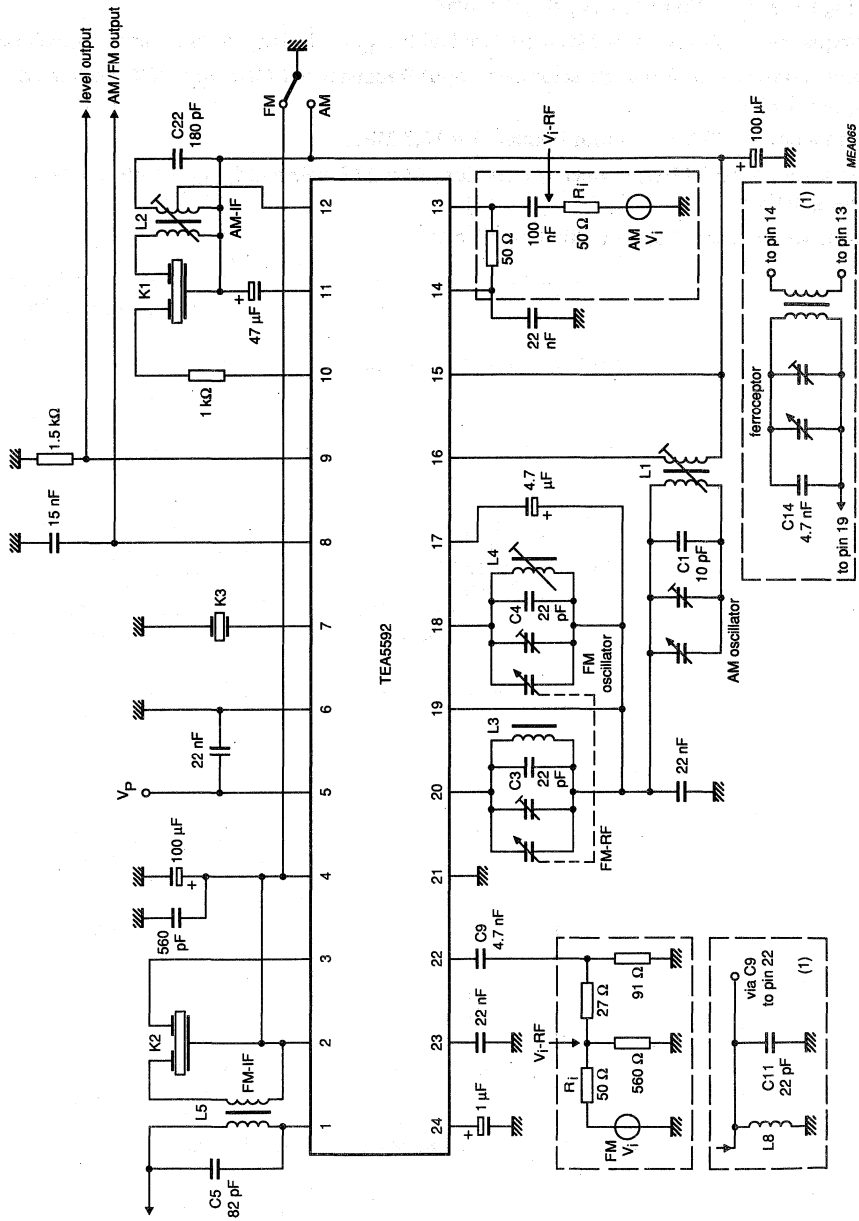 level output
AM/FM output
FM
AM
C22
180 pF
L2
AM-IF
K1
47 µF
+
1 kΩ
1.5 kΩ
15 nF
K3
22 nF
VP
100 µF
+
560
pF
K2
FM-IF
L5
C5
82 pF
1
2
3
4
5
6
7
8
9
10
11
12
TEA5592
24
23
22
21
20
19
18
17
16
15
14
13
1 µF
+
22 nF
C9
4.7 nF
Vi-RF
27 Ω
91 Ω
Ri
50 Ω
560 Ω
FM
Vi
via C9
to pin 22
(1)
C11
22 pF
L8
L3
C3
22
pF
FM-RF
L4
C4
22
pF
FM
oscillator
4.7
µF
+
22 nF
L1
C1
10 pF
AM oscillator
50 Ω
100
nF
Vi-RF
Ri
50 Ω
AM
Vi
22
nF
100 µF
+
ferroceptor
to pin 14
(1)
to pin 13
C14
4.7 nF
to pin 19
MEA065